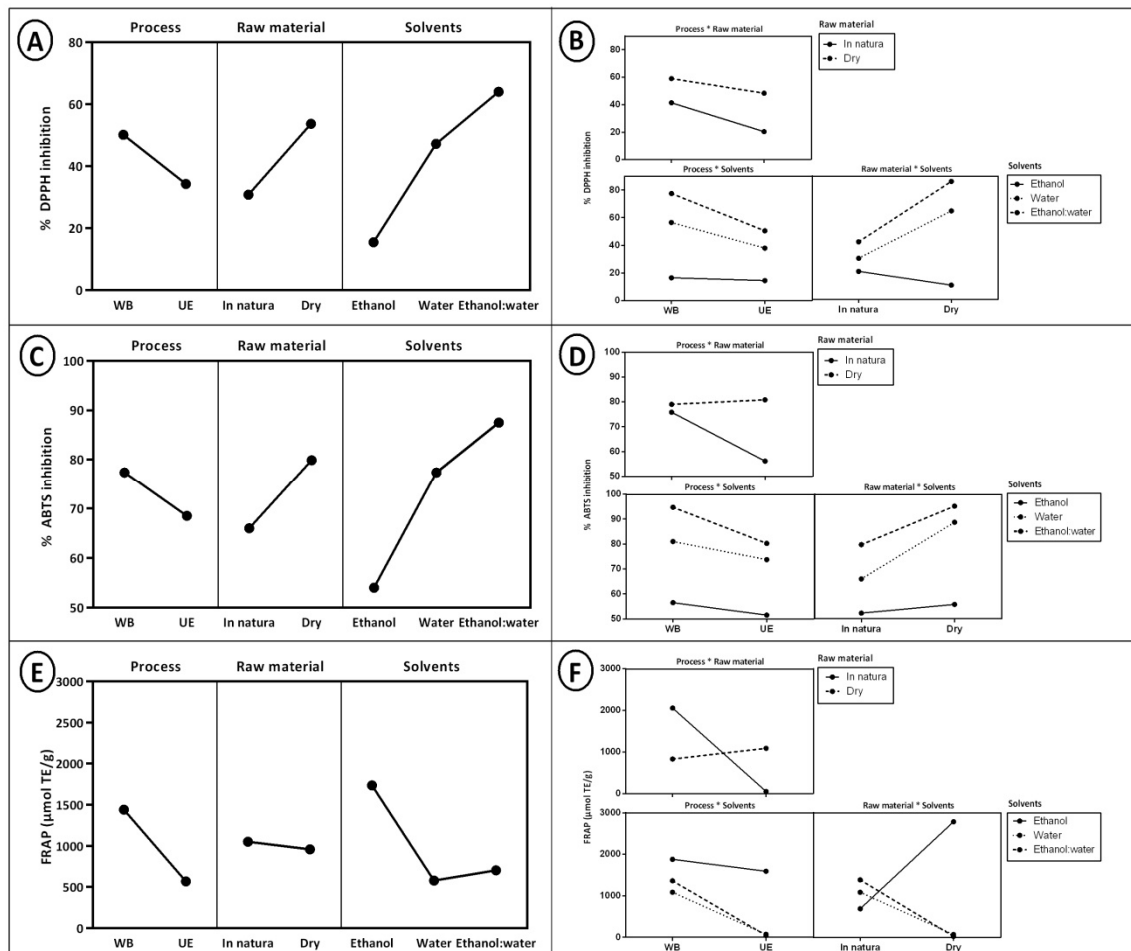 A
Process Raw material Solvents
80
60
40
20
0
% DPPH inhibition
WB UE In natura Dry Ethanol Water Ethanol:water
B
Process * Raw material
Raw material
In natura
Dry
80
60
40
20
0
% DPPH inhibition
Process * Solvents Raw material * Solvents
Solvents
Ethanol
Water
Ethanol:water
80
60
40
20
0
WB UE In natura Dry
C
Process Raw material Solvents
100
90
80
70
60
50
% ABTS inhibition
WB UE In natura Dry Ethanol Water Ethanol:water
D
Process * Raw material
Raw material
In natura
Dry
100
90
80
70
60
50
% ABTS inhibition
Process * Solvents Raw material * Solvents
Solvents
Ethanol
Water
Ethanol:water
100
90
80
70
60
50
WB UE In natura Dry
E
Process Raw material Solvents
3000
2500
2000
1500
1000
500
0
FRAP (µmol TE/g)
WB UE In natura Dry Ethanol Water Ethanol:water
F
Process * Raw material
Raw material
In natura
Dry
3000
2000
1000
0
FRAP (µmol TE/g)
Process * Solvents Raw material * Solvents
Solvents
Ethanol
Water
Ethanol:water
3000
2000
1000
0
WB UE In natura Dry